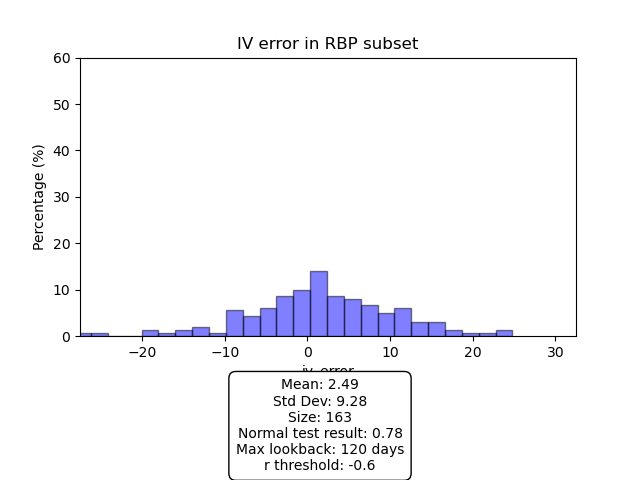 IV error in RBP subset
60
50
40
30
20
10
0
Percentage (%)
−20
−10
0
10
20
30
iv_error
Mean: 2.49
Std Dev: 9.28
Size: 163
Normal test result: 0.78
Max lookback: 120 days
r threshold: -0.6